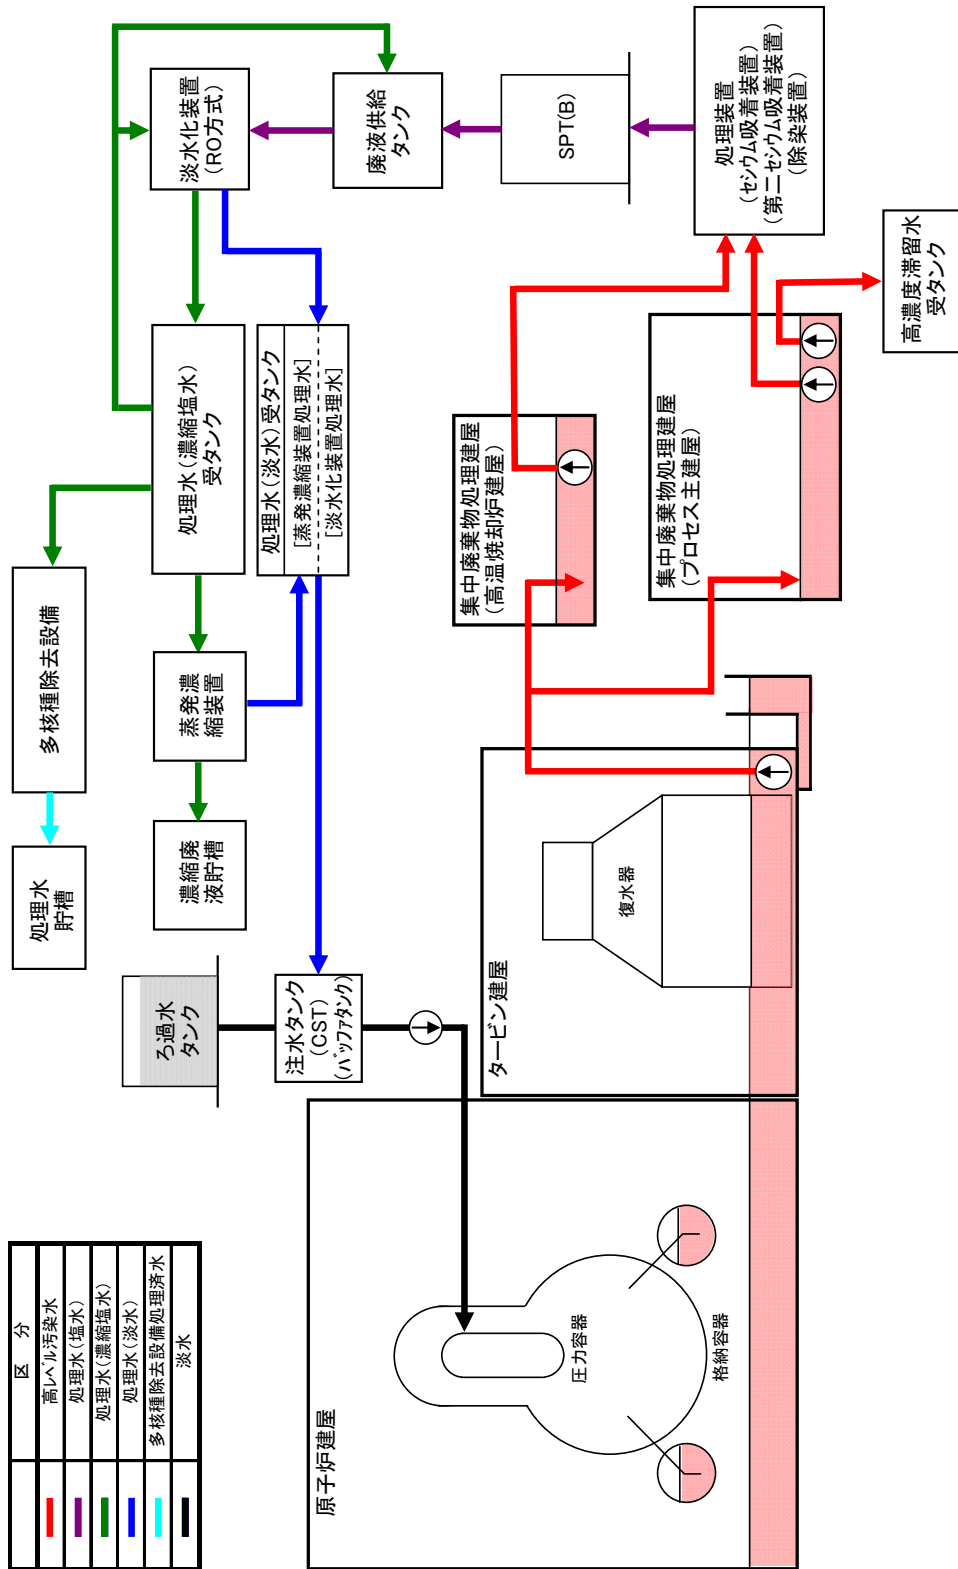 区　分
高レベル汚染水
処理水（塩水）
処理水（濃縮塩水）
処理水（淡水）
多核種除去設備処理済水
淡水
処理水
貯槽
多核種除去設備
濃縮廃
液貯槽
蒸発濃
縮装置
処理水（濃縮塩水）
受タンク
淡水化装置
（RO方式）
処理水（淡水）受タンク
［蒸発濃縮装置処理水］
［淡水化装置処理水］
廃液供給
タンク
SPT(B)
処理装置
（セシウム吸着装置）
（第二セシウム吸着装置）
（除染装置）
高濃度滞留水
受タンク
集中廃棄物処理建屋
（高温焼却炉建屋）
集中廃棄物処理建屋
（プロセス主建屋）
ろ過水
タンク
注水タンク
（CST）
（バッファタンク）
タービン建屋
復水器
原子炉建屋
圧力容器
格納容器